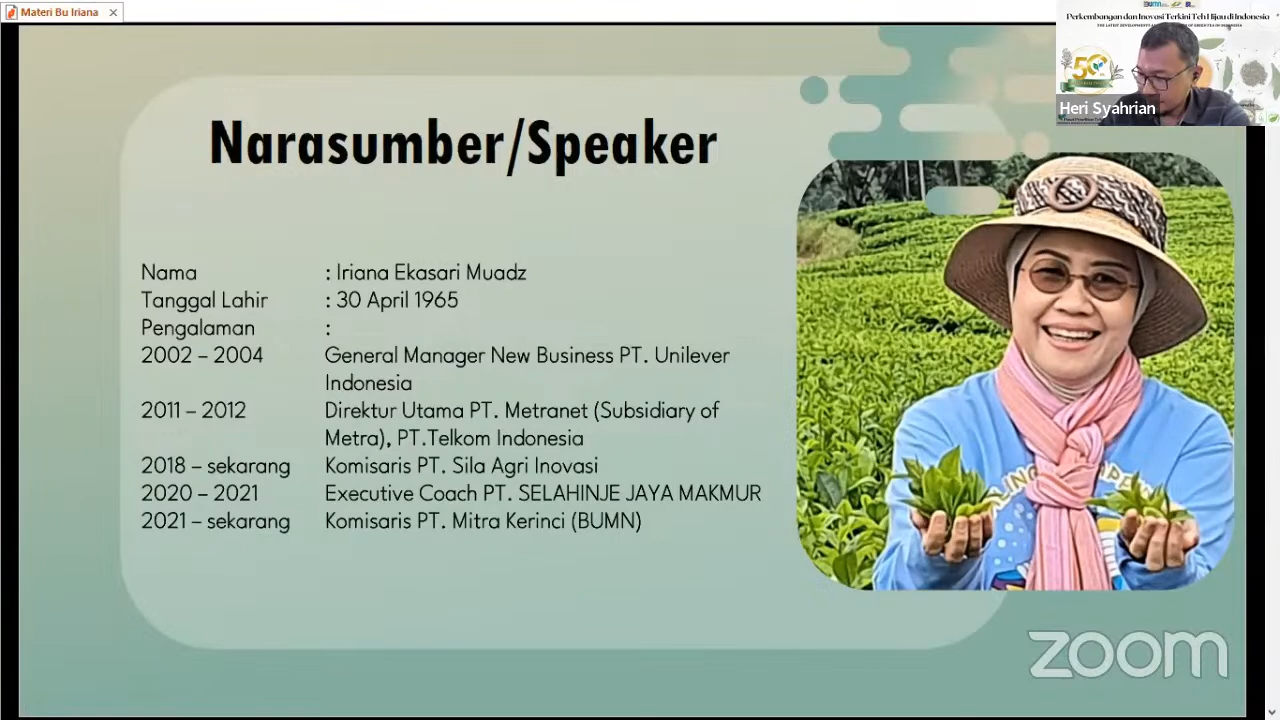 Materi Bu Iriana
Perkembangan dan Inovasi Terkini Teh Hijau di Indonesia
50
Heri Syahrian
Narasumber/Speaker
Nama : Iriana Ekasari Muadz
Tanggal Lahir : 30 April 1965
Pengalaman :
2002 – 2004 General Manager New Business PT. Unilever
Indonesia
2011 – 2012 Direktur Utama PT. Metranet (Subsidiary of
Metra), PT.Telkom Indonesia
2018 – sekarang Komisaris PT. Sila Agri Inovasi
2020 – 2021 Executive Coach PT. SELAHINJE JAYA MAKMUR
2021 – sekarang Komisaris PT. Mitra Kerinci (BUMN)
zoom